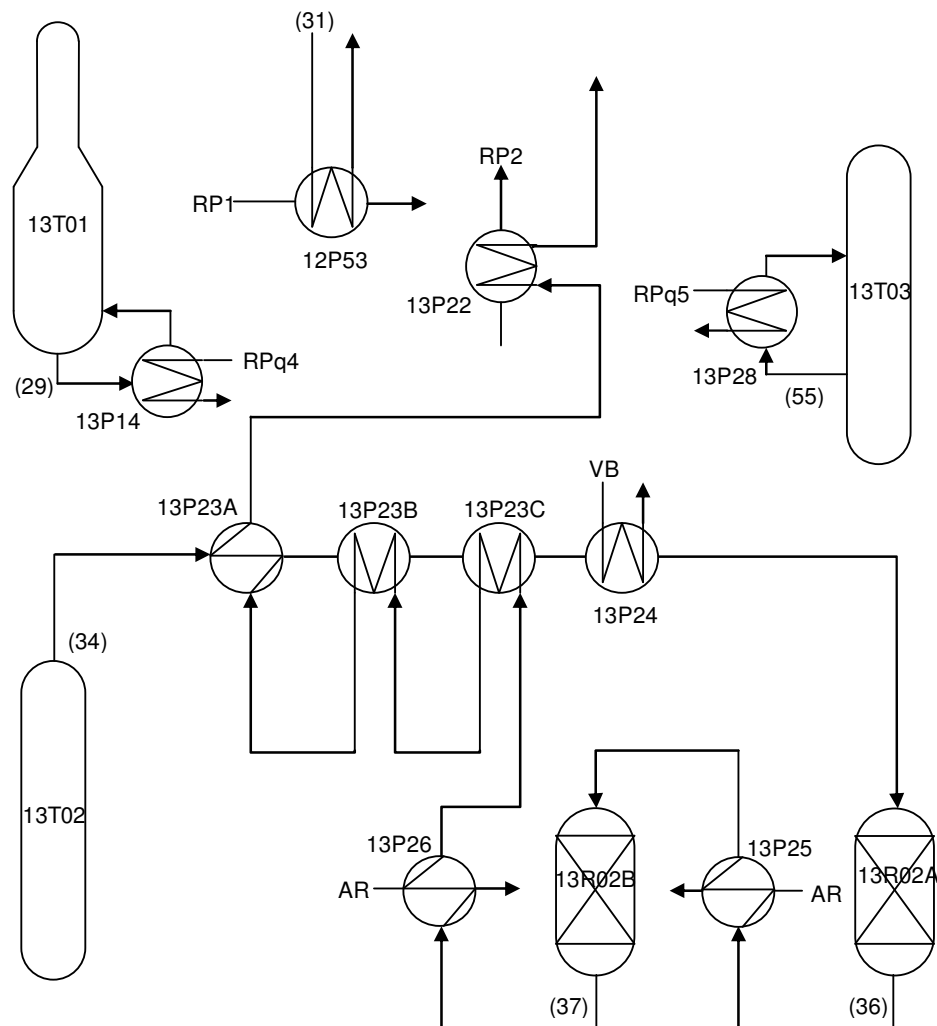 (31)
RP2
13T01
RP1
12P53
13P22
RPq5
13T03
RPq4
(29)
13P14
13P28
(55)
VB
13P23A
13P23B
13P23C
13P24
(34)
13T02
13P26
13P25
AR
13R02B
AR
13R02A
(37)
(36)